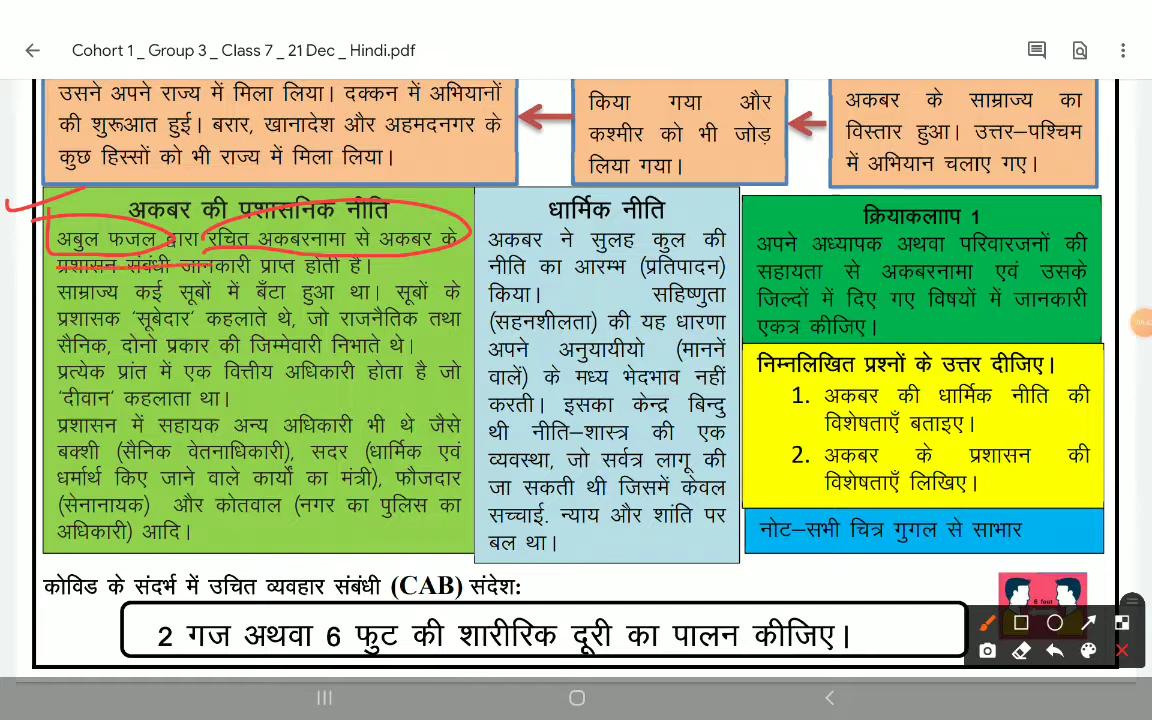 Cohort 1 _ Group 3 _ Class 7 _ 21 Dec _ Hindi.pdf
उसने अपने राज्य में मिला लिया। दक्कन में अभियानों
की शुरूआत हुई। बरार, खानादेश और अहमदनगर के
कुछ हिस्सों को भी राज्य में मिला लिया।
किया गया और
कश्मीर को भी जोड़
लिया गया।
अकबर के साम्राज्य का
विस्तार हुआ। उत्तर–पश्चिम
में अभियान चलाए गए।
अकबर की प्रशासनिक नीति
अबुल फजल द्वारा रचित अकबरनामा से अकबर के
प्रशासन संबंधी जानकारी प्राप्त होती है।
साम्राज्य कई सूबों में बँटा हुआ था। सूबों के
प्रशासक ‘सूबेदार’ कहलाते थे, जो राजनैतिक तथा
सैनिक, दोनो प्रकार की जिम्मेवारी निभाते थे।
प्रत्येक प्रांत में एक वित्तीय अधिकारी होता है जो
‘दीवान’ कहलाता था।
प्रशासन में सहायक अन्य अधिकारी भी थे जैसे
बक्शी (सैनिक वेतनाधिकारी), सदर (धार्मिक एवं
धर्मार्थ किए जाने वाले कार्यों का मंत्री), फौजदार
(सेनानायक) और कोतवाल (नगर का पुलिस का
अधिकारी) आदि।
धार्मिक नीति
अकबर ने सुलह कुल की
नीति का आरम्भ (प्रतिपादन)
किया। सहिष्णुता
(सहनशीलता) की यह धारणा
अपने अनुयायीयो (माननें
वालें) के मध्य भेदभाव नहीं
करती। इसका केन्द्र बिन्दु
थी नीति–शास्त्र की एक
व्यवस्था, जो सर्वत्र लागू की
जा सकती थी जिसमें केवल
सच्चाई. न्याय और शांति पर
बल था।
क्रियाकलााप 1
अपने अध्यापक अथवा परिवारजनों की
सहायता से अकबरनामा एवं उसके
जिल्दों में दिए गए विषयों में जानकारी
एकत्र कीजिए।
निम्नलिखित प्रश्नों के उत्तर दीजिए।
1. अकबर की धार्मिक नीति की
विशेषताएँ बताइए।
2. अकबर के प्रशासन की
विशेषताएँ लिखिए।
नोट–सभी चित्र गुगल से साभार
कोविड के संदर्भ में उचित व्यवहार संबंधी (CAB) संदेश:
6 feet
2 गज अथवा 6 फुट की शारीरिक दूरी का पालन कीजिए।